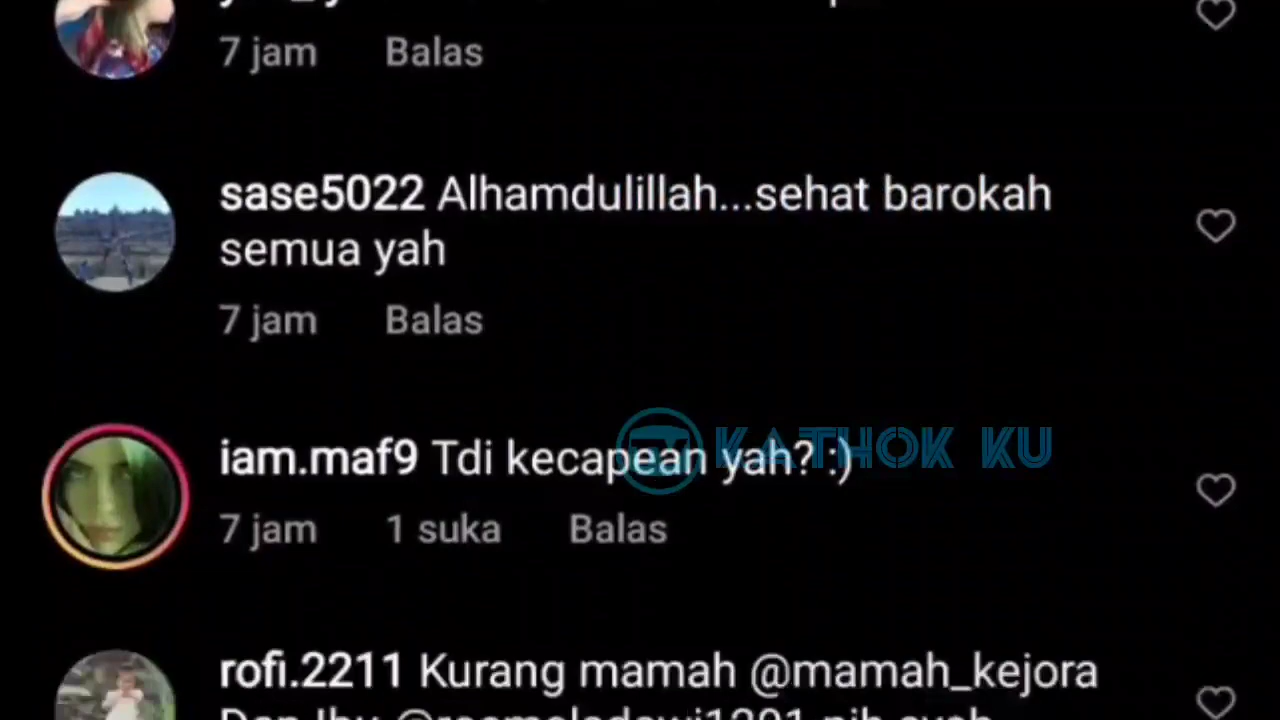 7 jam Balas
sase5022 Alhamdulillah...sehat barokah
semua yah
7 jam Balas
iam.maf9 Tdi kecapean yah? :)
KATHOK KU
7 jam 1 suka Balas
rofi.2211 Kurang mamah @mamah_kejora